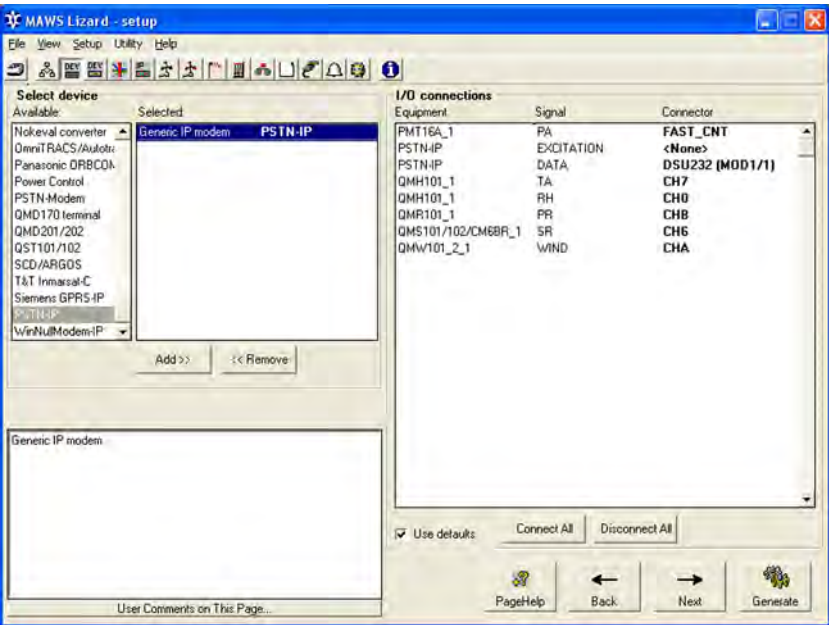 MAWS Lizard - setup
File View Setup Utility Help
Select device
Available: Selected:
Nokeval converter
OmniTRACS/Autotra
Panasonic ORBCON
Power Control
PSTN-Modem
QMD170 terminal
QMD201/202
QST101/102
SCD/ARGOS
T&T Inmarsat-C
Siemens GPRS-IP
PSTN-IP
WinNullModem-IP
Generic IP modem PSTN-IP
Add >> << Remove
Generic IP modem
User Comments on This Page...
I/O connections
Equipment Signal Connector
PMT16A_1 PA FAST_CNT
PSTN-IP EXCITATION <None>
PSTN-IP DATA DSU232 (MOD1/1)
QMH101_1 TA CH7
QMH101_1 RH CH0
QMR101_1 PR CHB
QMS101/102/CM6BR_1 SR CH6
QMW101_2_1 WIND CHA
Use defaults Connect All Disconnect All
PageHelp Back Next Generate